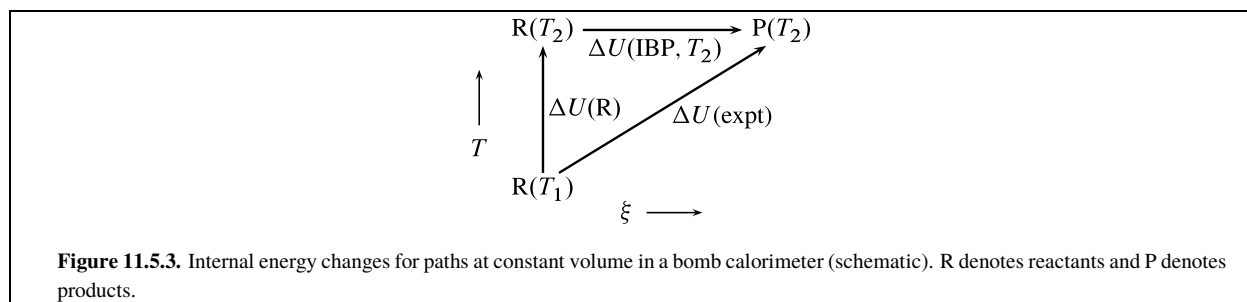 R(T₂)
P(T₂)
ΔU(IBP, T₂)
ΔU(R)
ΔU(expt)
T
R(T₁)
ξ
Figure 11.5.3. Internal energy changes for paths at constant volume in a bomb calorimeter (schematic). R denotes reactants and P denotes
products.